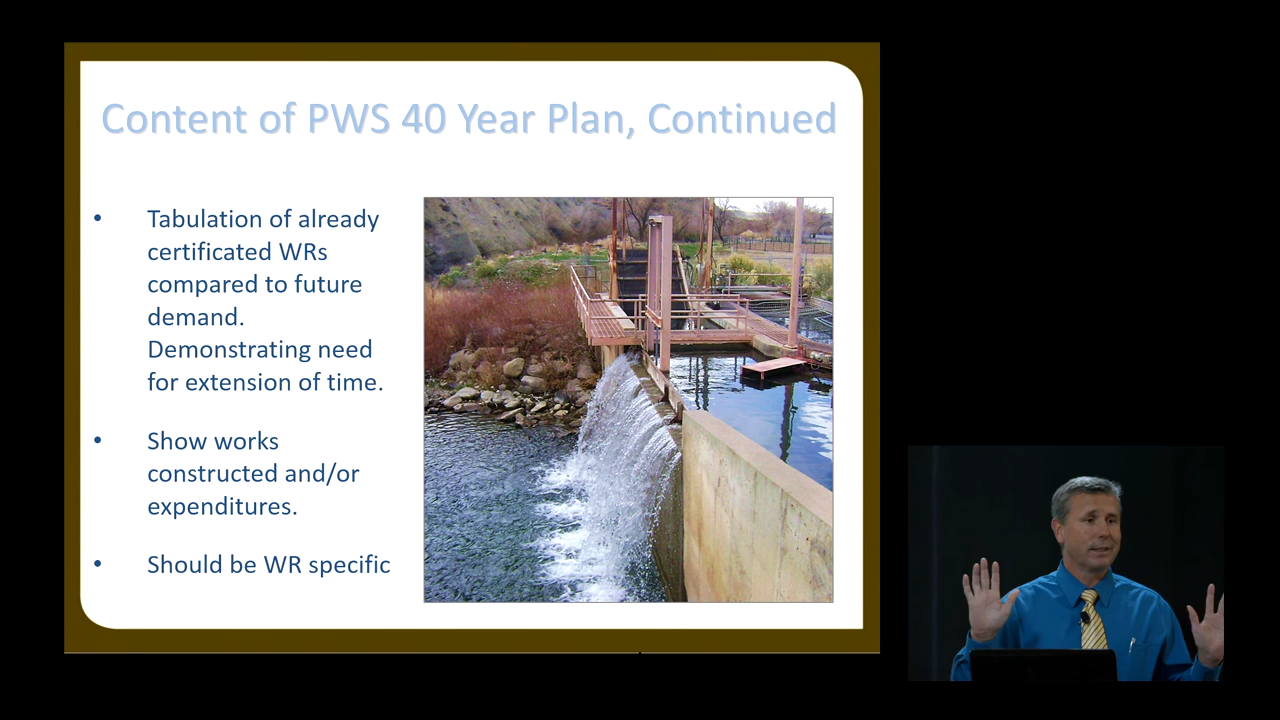 Content of PWS 40 Year Plan, Continued
• Tabulation of already
certificated WRs
compared to future
demand.
Demonstrating need
for extension of time.
• Show works
constructed and/or
expenditures.
• Should be WR specific